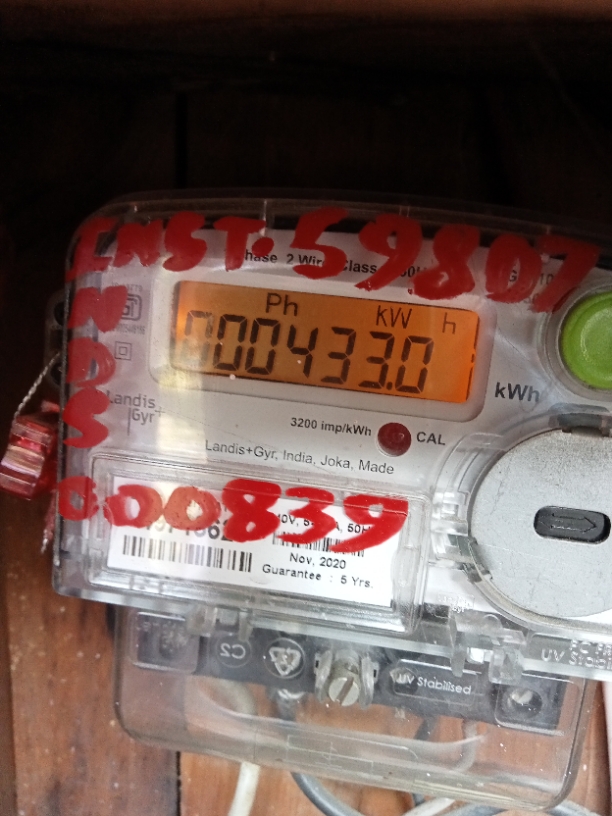 INST. 59807
Phase 2 Wire Class
Ph kW h
000433.0
kWh
Landis
Gyr+
3200 imp/kWh CAL
Landis+Gyr, India, Joka, Made
000839
Nov, 2020
Guarantee : 5 Yrs.
C2
UV Stabilised